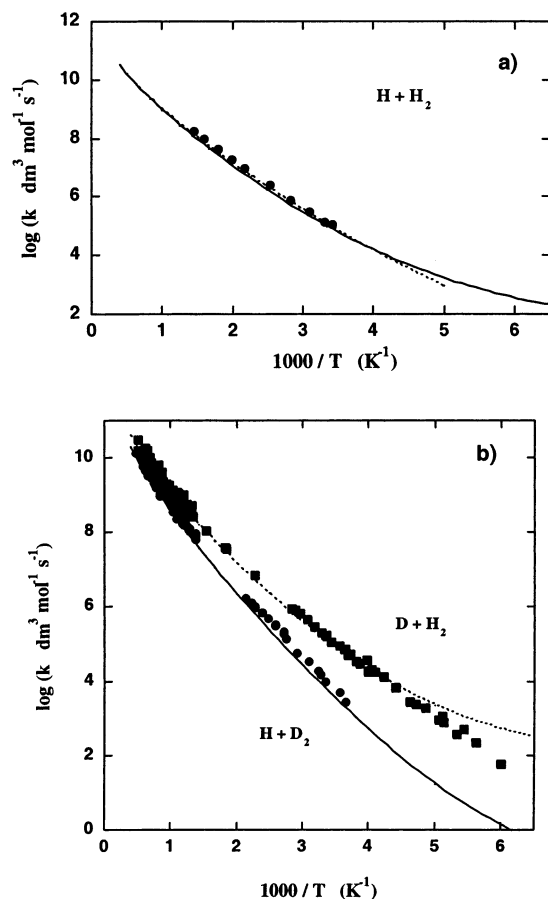 12
10
8
6
4
2
a)
H + H₂
log (k dm³ mol⁻¹ s⁻¹)
0 1 2 3 4 5 6
1000 / T (K⁻¹)
10
8
6
4
2
0
b)
D + H₂
H + D₂
log (k dm³ mol⁻¹ s⁻¹)
0 1 2 3 4 5 6
1000 / T (K⁻¹)